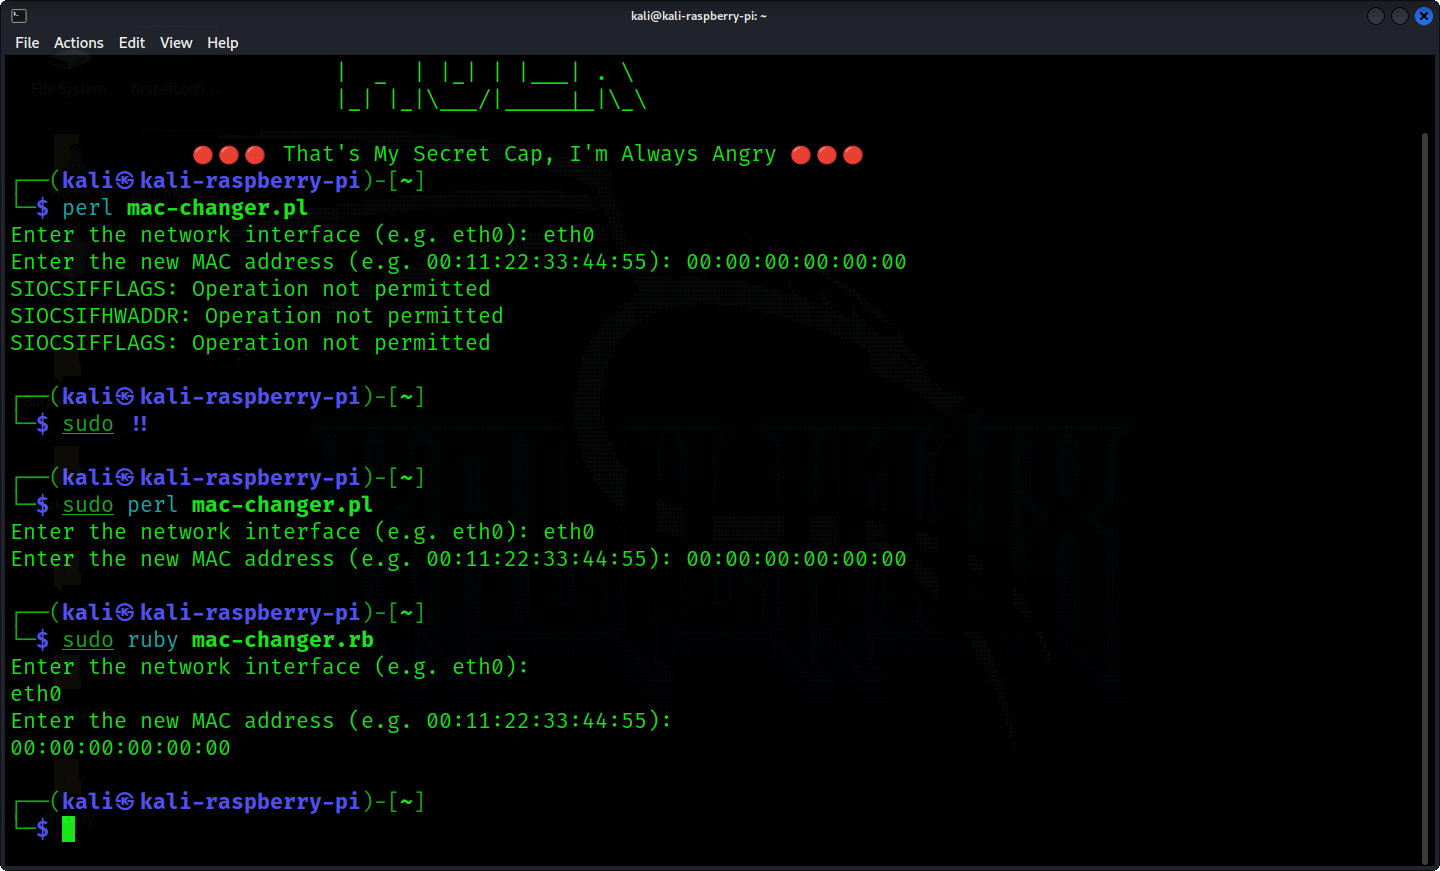 kali@kali-raspberry-pi: ~
File Actions Edit View Help
File System first-ifconfi...
|  _  | |_| | |___| . \
|_| |_|\___/|_______|_|\_\
🔴🔴🔴 That's My Secret Cap, I'm Always Angry 🔴🔴🔴
┌──(kali㉿kali-raspberry-pi)-[~]
└─$ perl mac-changer.pl
Enter the network interface (e.g. eth0): eth0
Enter the new MAC address (e.g. 00:11:22:33:44:55): 00:00:00:00:00:00
SIOCSIFFLAGS: Operation not permitted
SIOCSIFHWADDR: Operation not permitted
SIOCSIFFLAGS: Operation not permitted
┌──(kali㉿kali-raspberry-pi)-[~]
└─$ sudo !!
┌──(kali㉿kali-raspberry-pi)-[~]
└─$ sudo perl mac-changer.pl
Enter the network interface (e.g. eth0): eth0
Enter the new MAC address (e.g. 00:11:22:33:44:55): 00:00:00:00:00:00
┌──(kali㉿kali-raspberry-pi)-[~]
└─$ sudo ruby mac-changer.rb
Enter the network interface (e.g. eth0):
eth0
Enter the new MAC address (e.g. 00:11:22:33:44:55):
00:00:00:00:00:00
┌──(kali㉿kali-raspberry-pi)-[~]
└─$